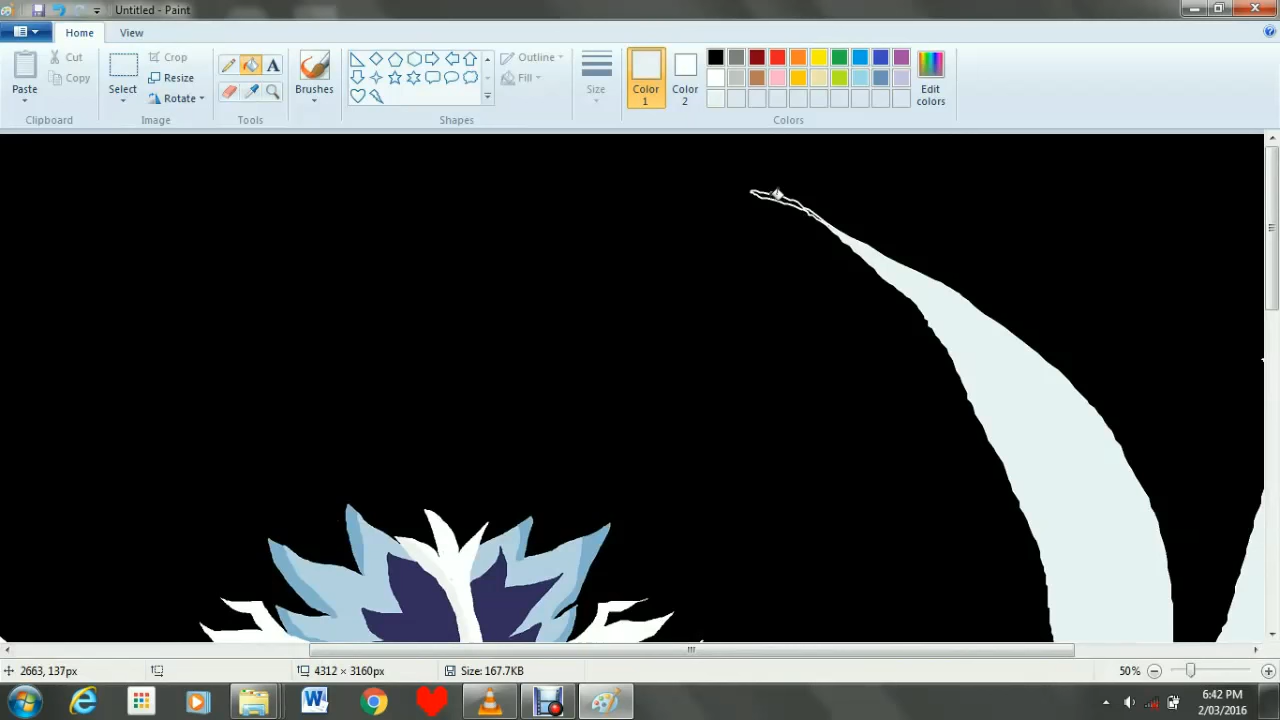 Untitled - Paint
Home View
Paste
Cut
Copy
Clipboard
Select
Crop
Resize
Rotate
Image
A
Tools
Brushes
Outline
Fill
Shapes
Size
Color 1
Color 2
Edit colors
Colors
2663, 137px
4312 × 3160px
Size: 167.7KB
50%
W
6:42 PM
2/03/2016